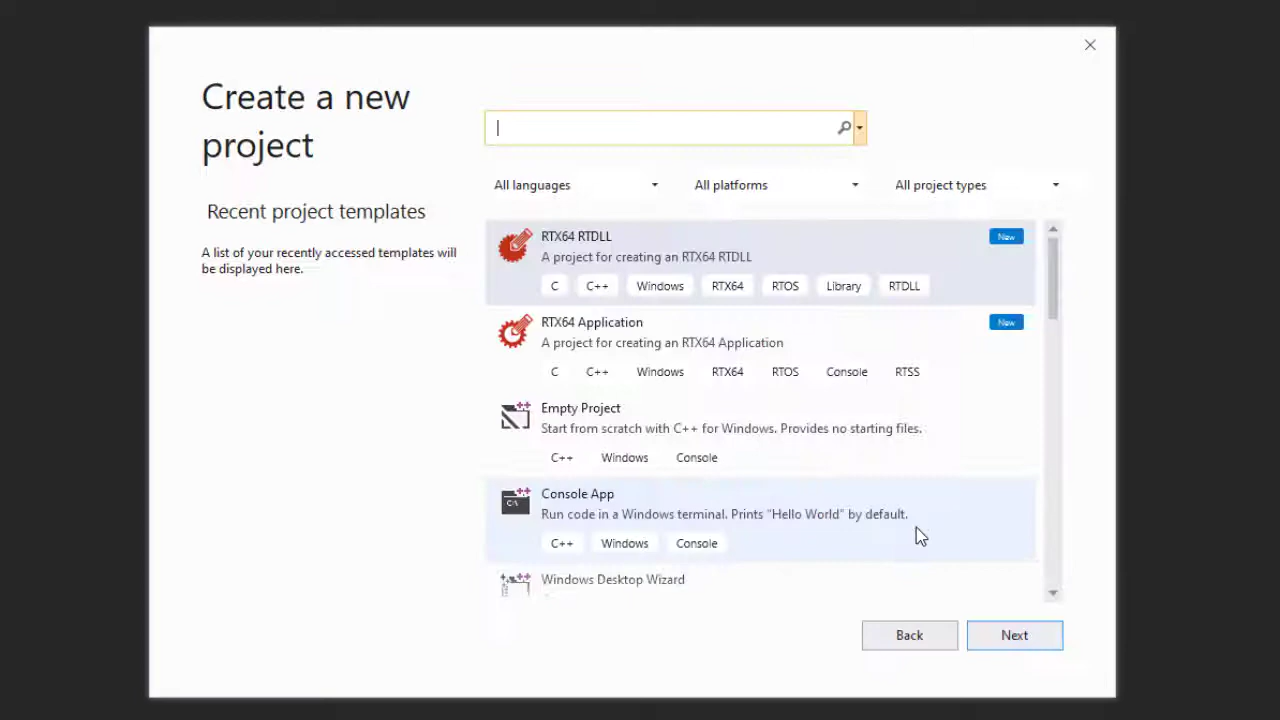 Create a new
project
Recent project templates
A list of your recently accessed templates will
be displayed here.
All languages
All platforms
All project types
RTX64 RTDLL
New
A project for creating an RTX64 RTDLL
C C++ Windows RTX64 RTOS Library RTDLL
RTX64 Application
New
A project for creating an RTX64 Application
C C++ Windows RTX64 RTOS Console RTSS
Empty Project
Start from scratch with C++ for Windows. Provides no starting files.
C++ Windows Console
Console App
Run code in a Windows terminal. Prints "Hello World" by default.
C++ Windows Console
Windows Desktop Wizard
Back
Next